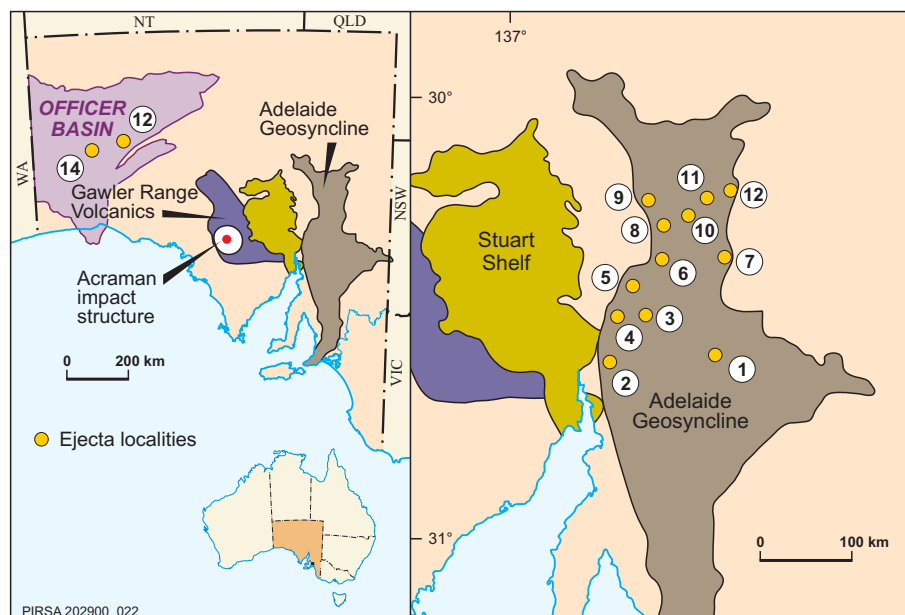 NT
QLD
OFFICER
BASIN
12
14
WA
Adelaide
Geosyncline
Gawler Range
Volcanics
NSW
Acraman
impact
structure
0
200 km
VIC
Ejecta localities
PIRSA 202900_022
137°
30°
11
12
9
8
10
Stuart
Shelf
7
6
5
3
4
1
2
Adelaide
Geosyncline
31°
0
100 km